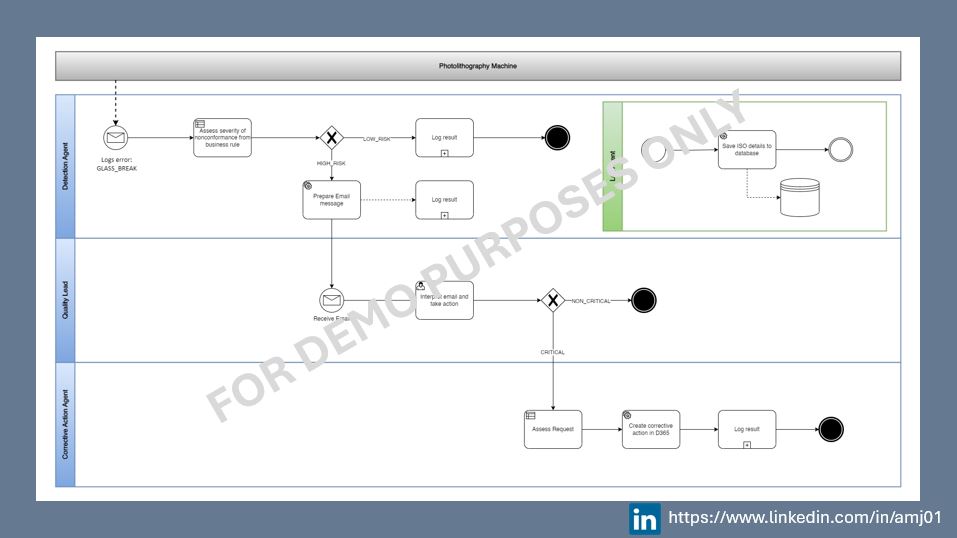 Photolithography Machine
Detection Agent
Logs error:
GLASS_BREAK
Assess severity of
nonconformance from
business rule
LOW_RISK
Log result
HIGH_RISK
Prepare Email
message
Log result
Save ISO details to
database
Quality Lead
Receive Email
Interpret email and
take action
NON_CRITICAL
CRITICAL
Corrective Action Agent
Assess Request
Create corrective
action in D365
Log result
FOR DEMO PURPOSES ONLY
in
https://www.linkedin.com/in/amj01